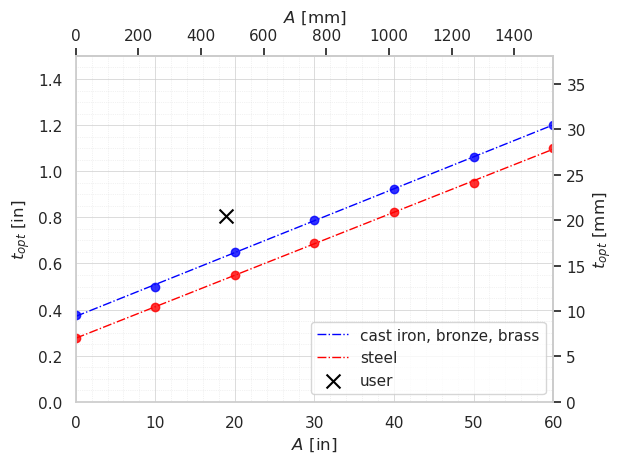 A [mm]
0 200 400 600 800 1000 1200 1400
1.4
1.2
1.0
0.8
0.6
0.4
0.2
0.0
t_opt [in]
35
30
25
20
15
10
5
0
t_opt [mm]
cast iron, bronze, brass
steel
user
0 10 20 30 40 50 60
A [in]